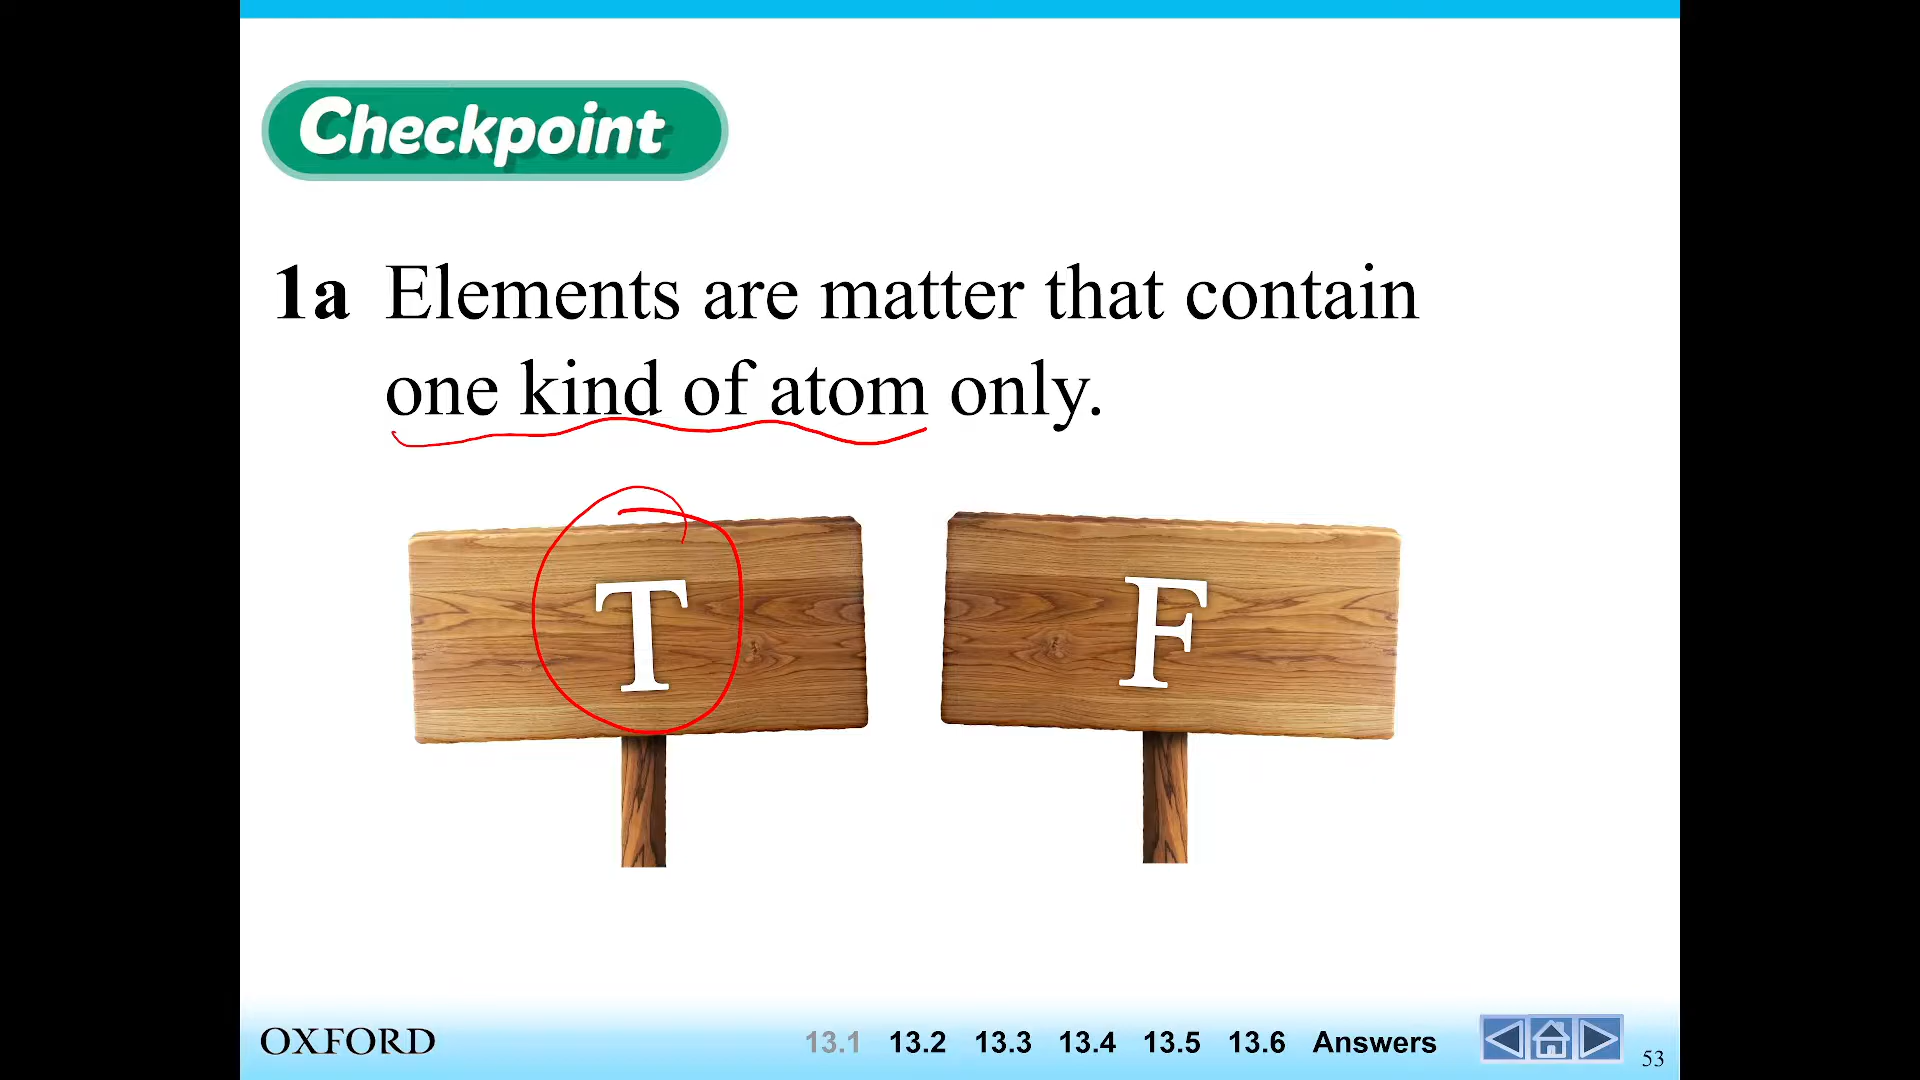 Checkpoint
1a Elements are matter that contain
one kind of atom only.
T F
OXFORD 13.1 13.2 13.3 13.4 13.5 13.6 Answers 53